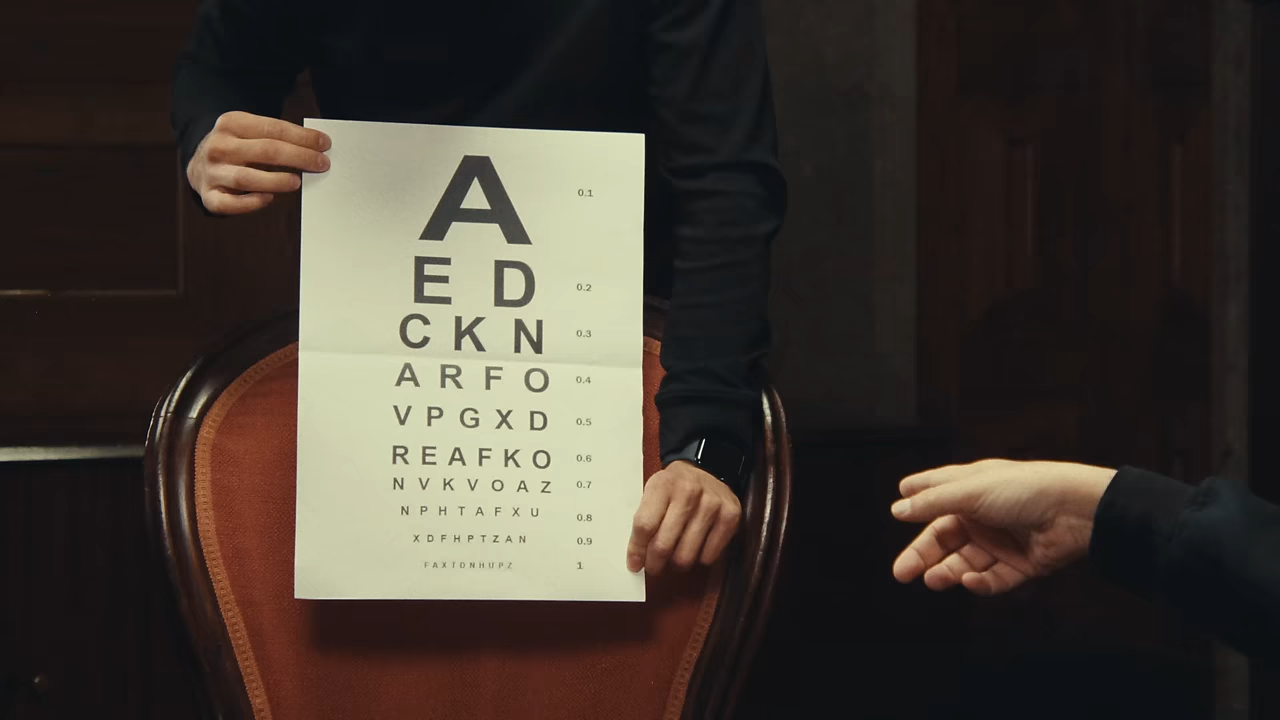 A 0.1
E D 0.2
C K N 0.3
A R F O 0.4
V P G X D 0.5
R E A F K O 0.6
N V K V O A Z 0.7
N P H T A F X U 0.8
X D F H P T Z A N 0.9
F A X T O N H U P Z 1